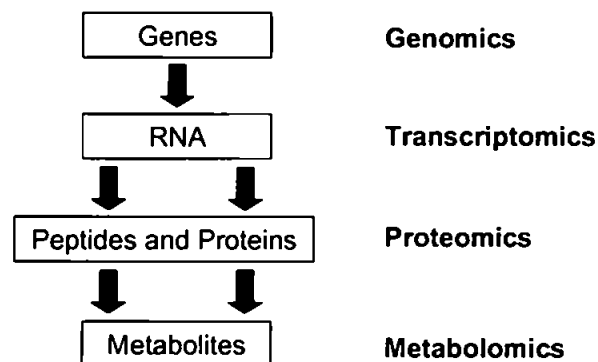 Genes Genomics
RNA Transcriptomics
Peptides and Proteins Proteomics
Metabolites Metabolomics